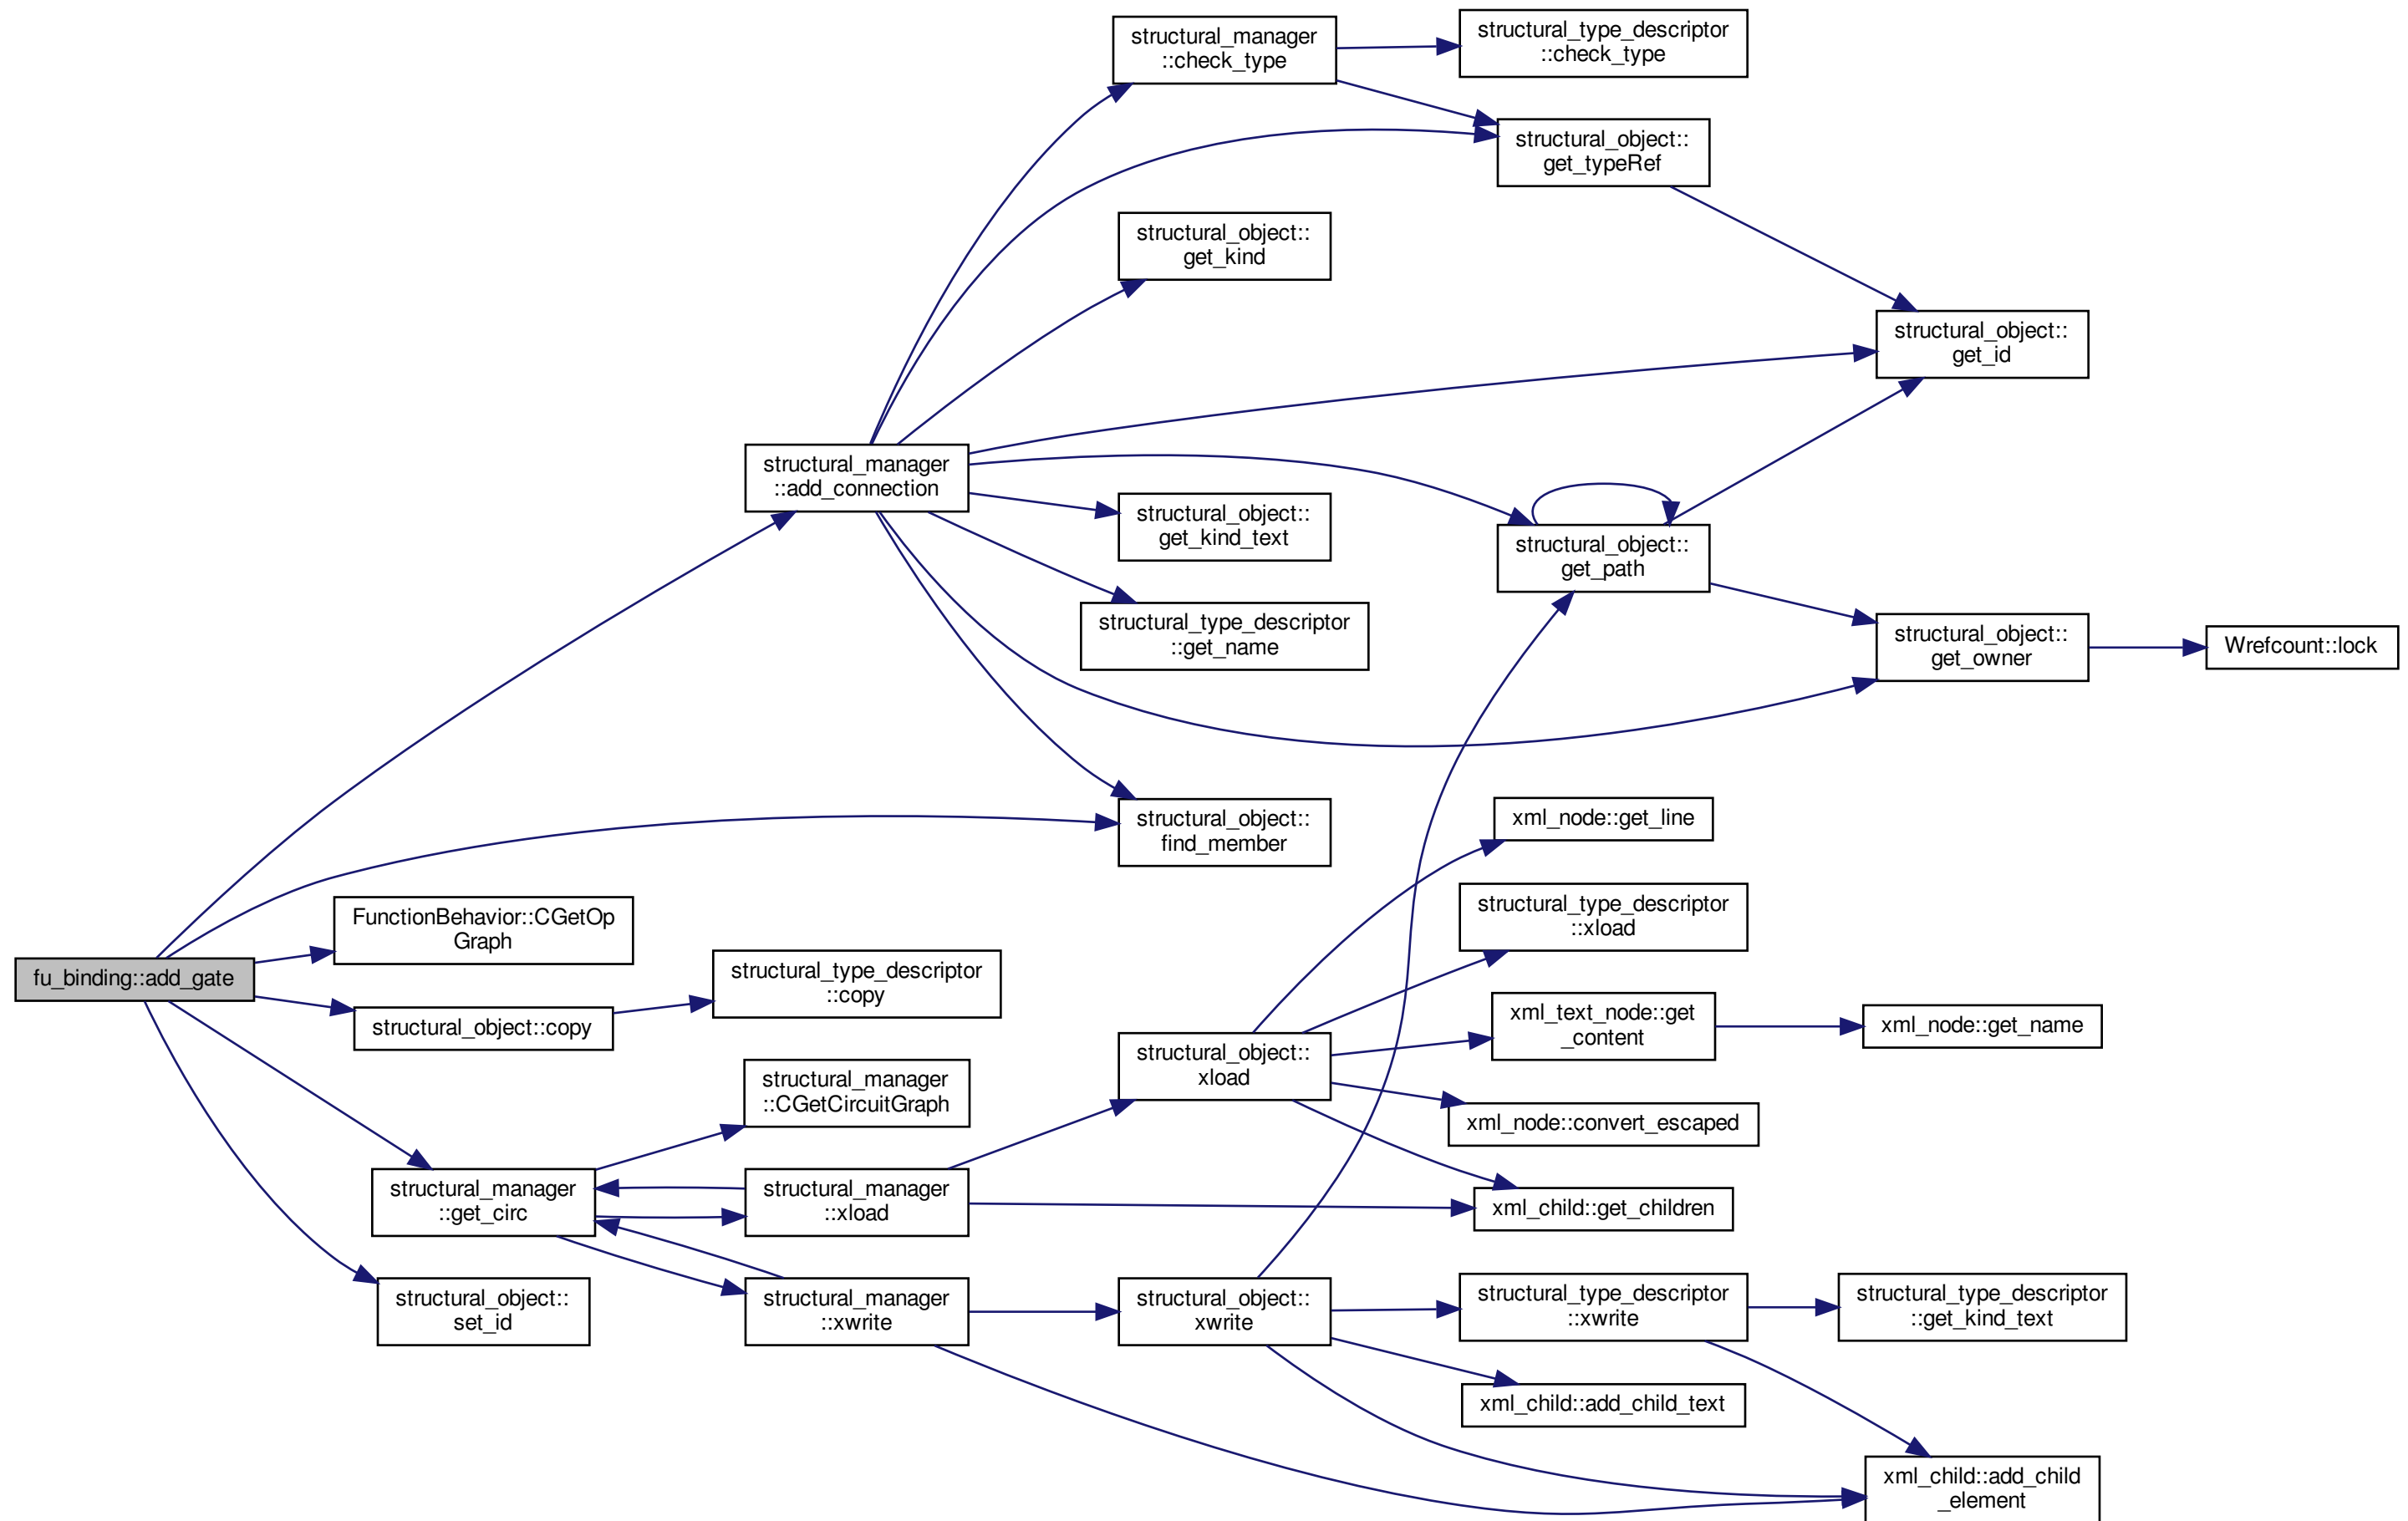 structural_manager
::check_type
structural_type_descriptor
::check_type
structural_object::
get_typeRef
structural_object::
get_kind
structural_object::
get_id
structural_manager
::add_connection
structural_object::
get_kind_text
structural_object::
get_path
structural_type_descriptor
::get_name
structural_object::
get_owner
Wrefcount::lock
structural_object::
find_member
xml_node::get_line
FunctionBehavior::CGetOp
Graph
structural_type_descriptor
::xload
fu_binding::add_gate
structural_type_descriptor
::copy
structural_object::copy
xml_text_node::get
_content
xml_node::get_name
structural_object::
xload
structural_manager
::CGetCircuitGraph
xml_node::convert_escaped
structural_manager
::get_circ
structural_manager
::xload
xml_child::get_children
structural_object::
set_id
structural_manager
::xwrite
structural_object::
xwrite
structural_type_descriptor
::xwrite
structural_type_descriptor
::get_kind_text
xml_child::add_child_text
xml_child::add_child
_element